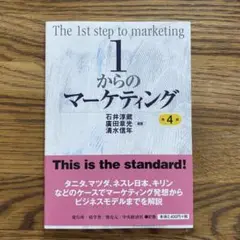 The 1st step to marketing
1
からの
マーケティング
石井淳蔵
廣田章光
清水信年
編著
第4版
This is the standard!
タニタ、マツダ、ネスレ日本、キリン
などのケースでマーケティング発想から
ビジネスモデルまでを解説